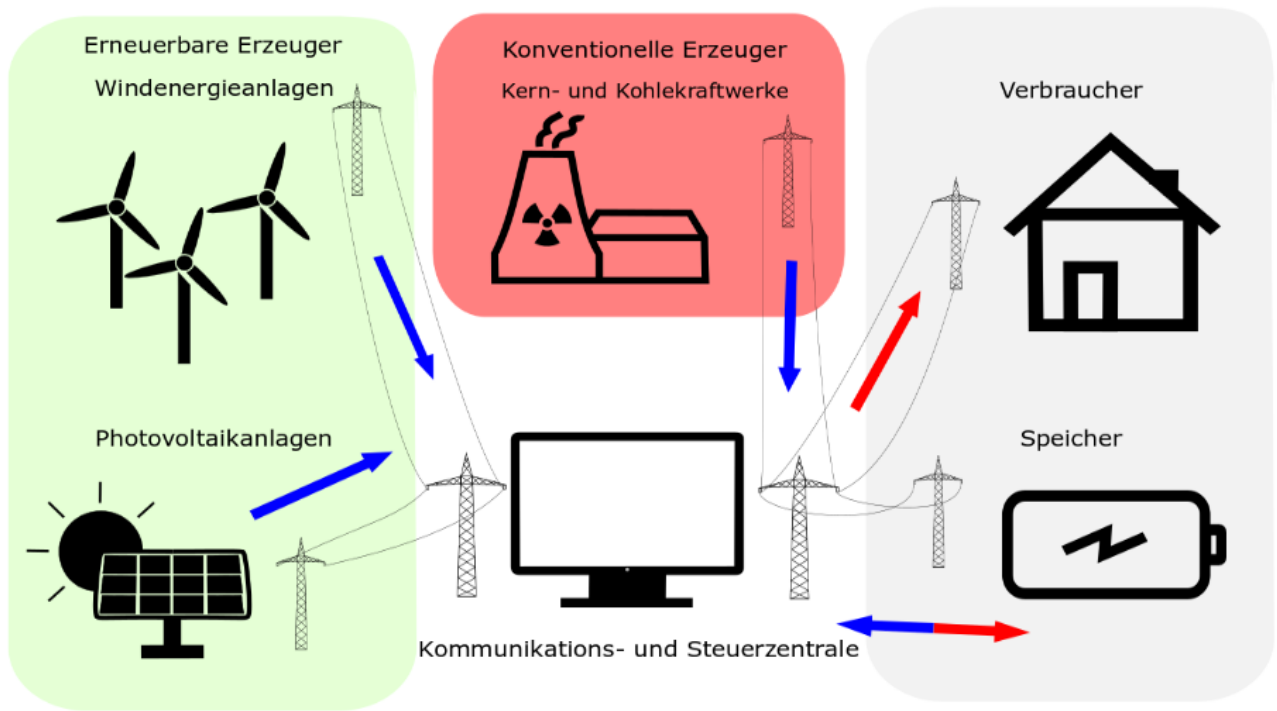 Erneuerbare Erzeuger
Windenergieanlagen
Photovoltaikanlagen
Konventionelle Erzeuger
Kern- und Kohlekraftwerke
Verbraucher
Speicher
Kommunikations- und Steuerzentrale